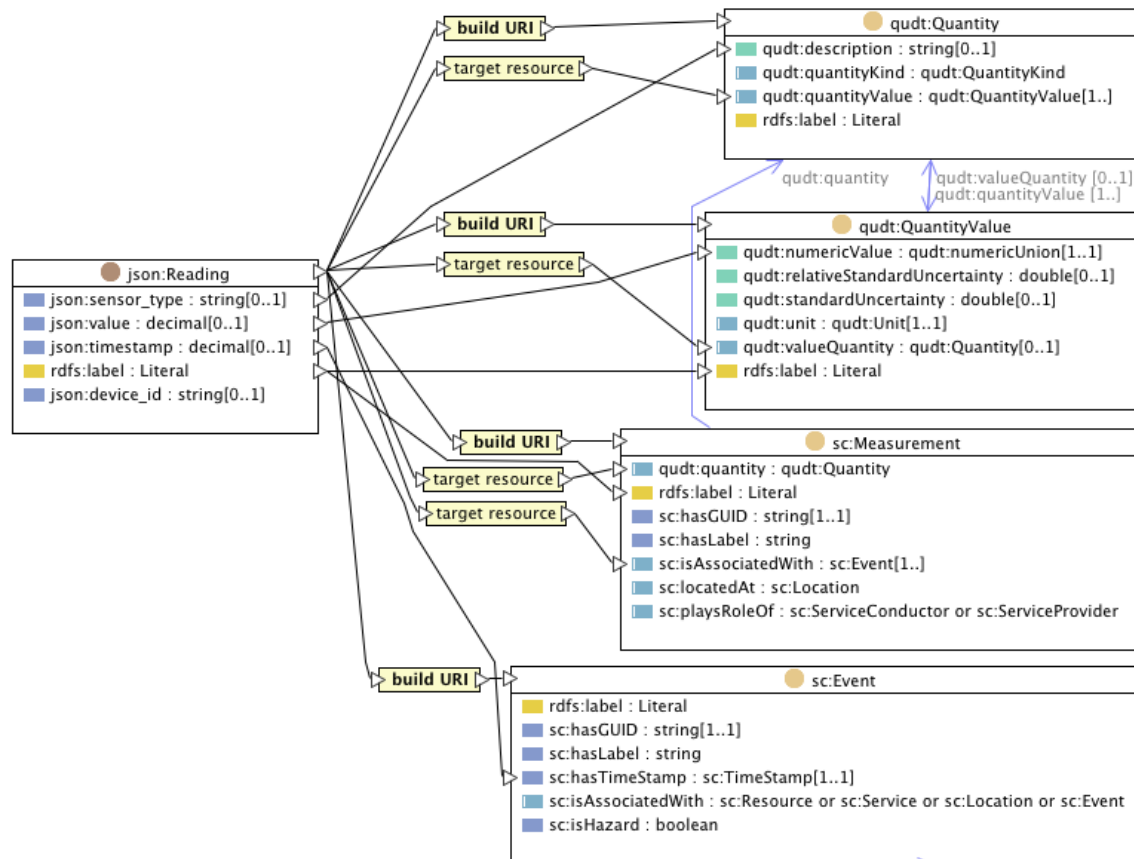 build URI
qudt:Quantity
qudt:description : string[0..1]
target resource
qudt:quantityKind : qudt:QuantityKind
qudt:quantityValue : qudt:QuantityValue[1..]
rdfs:label : Literal
qudt:quantity
qudt:valueQuantity [0..1]
qudt:quantityValue [1..]
build URI
qudt:QuantityValue
target resource
qudt:numericValue : qudt:numericUnion[1..1]
qudt:relativeStandardUncertainty : double[0..1]
qudt:standardUncertainty : double[0..1]
qudt:unit : qudt:Unit[1..1]
qudt:valueQuantity : qudt:Quantity[0..1]
rdfs:label : Literal
json:Reading
json:sensor_type : string[0..1]
json:value : decimal[0..1]
json:timestamp : decimal[0..1]
rdfs:label : Literal
json:device_id : string[0..1]
build URI
sc:Measurement
target resource
target resource
qudt:quantity : qudt:Quantity
rdfs:label : Literal
sc:hasGUID : string[1..1]
sc:hasLabel : string
sc:isAssociatedWith : sc:Event[1..]
sc:locatedAt : sc:Location
sc:playsRoleOf : sc:ServiceConductor or sc:ServiceProvider
build URI
sc:Event
rdfs:label : Literal
sc:hasGUID : string[1..1]
sc:hasLabel : string
sc:hasTimeStamp : sc:TimeStamp[1..1]
sc:isAssociatedWith : sc:Resource or sc:Service or sc:Location or sc:Event
sc:isHazard : boolean